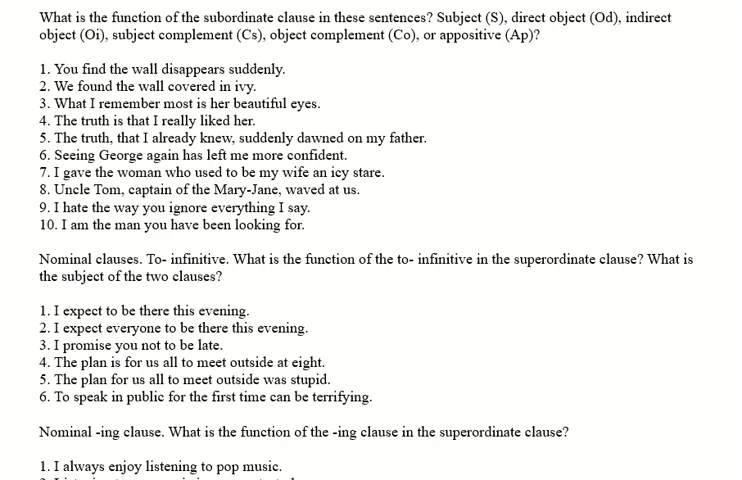 What is the function of the subordinate clause in these sentences? Subject (S), direct object (Od), indirect
object (Oi), subject complement (Cs), object complement (Co), or appositive (Ap)?
1. You find the wall disappears suddenly.
2. We found the wall covered in ivy.
3. What I remember most is her beautiful eyes.
4. The truth is that I really liked her.
5. The truth, that I already knew, suddenly dawned on my father.
6. Seeing George again has left me more confident.
7. I gave the woman who used to be my wife an icy stare.
8. Uncle Tom, captain of the Mary-Jane, waved at us.
9. I hate the way you ignore everything I say.
10. I am the man you have been looking for.
Nominal clauses. To- infinitive. What is the function of the to- infinitive in the superordinate clause? What is
the subject of the two clauses?
1. I expect to be there this evening.
2. I expect everyone to be there this evening.
3. I promise you not to be late.
4. The plan is for us all to meet outside at eight.
5. The plan for us all to meet outside was stupid.
6. To speak in public for the first time can be terrifying.
Nominal -ing clause. What is the function of the -ing clause in the superordinate clause?
1. I always enjoy listening to pop music.